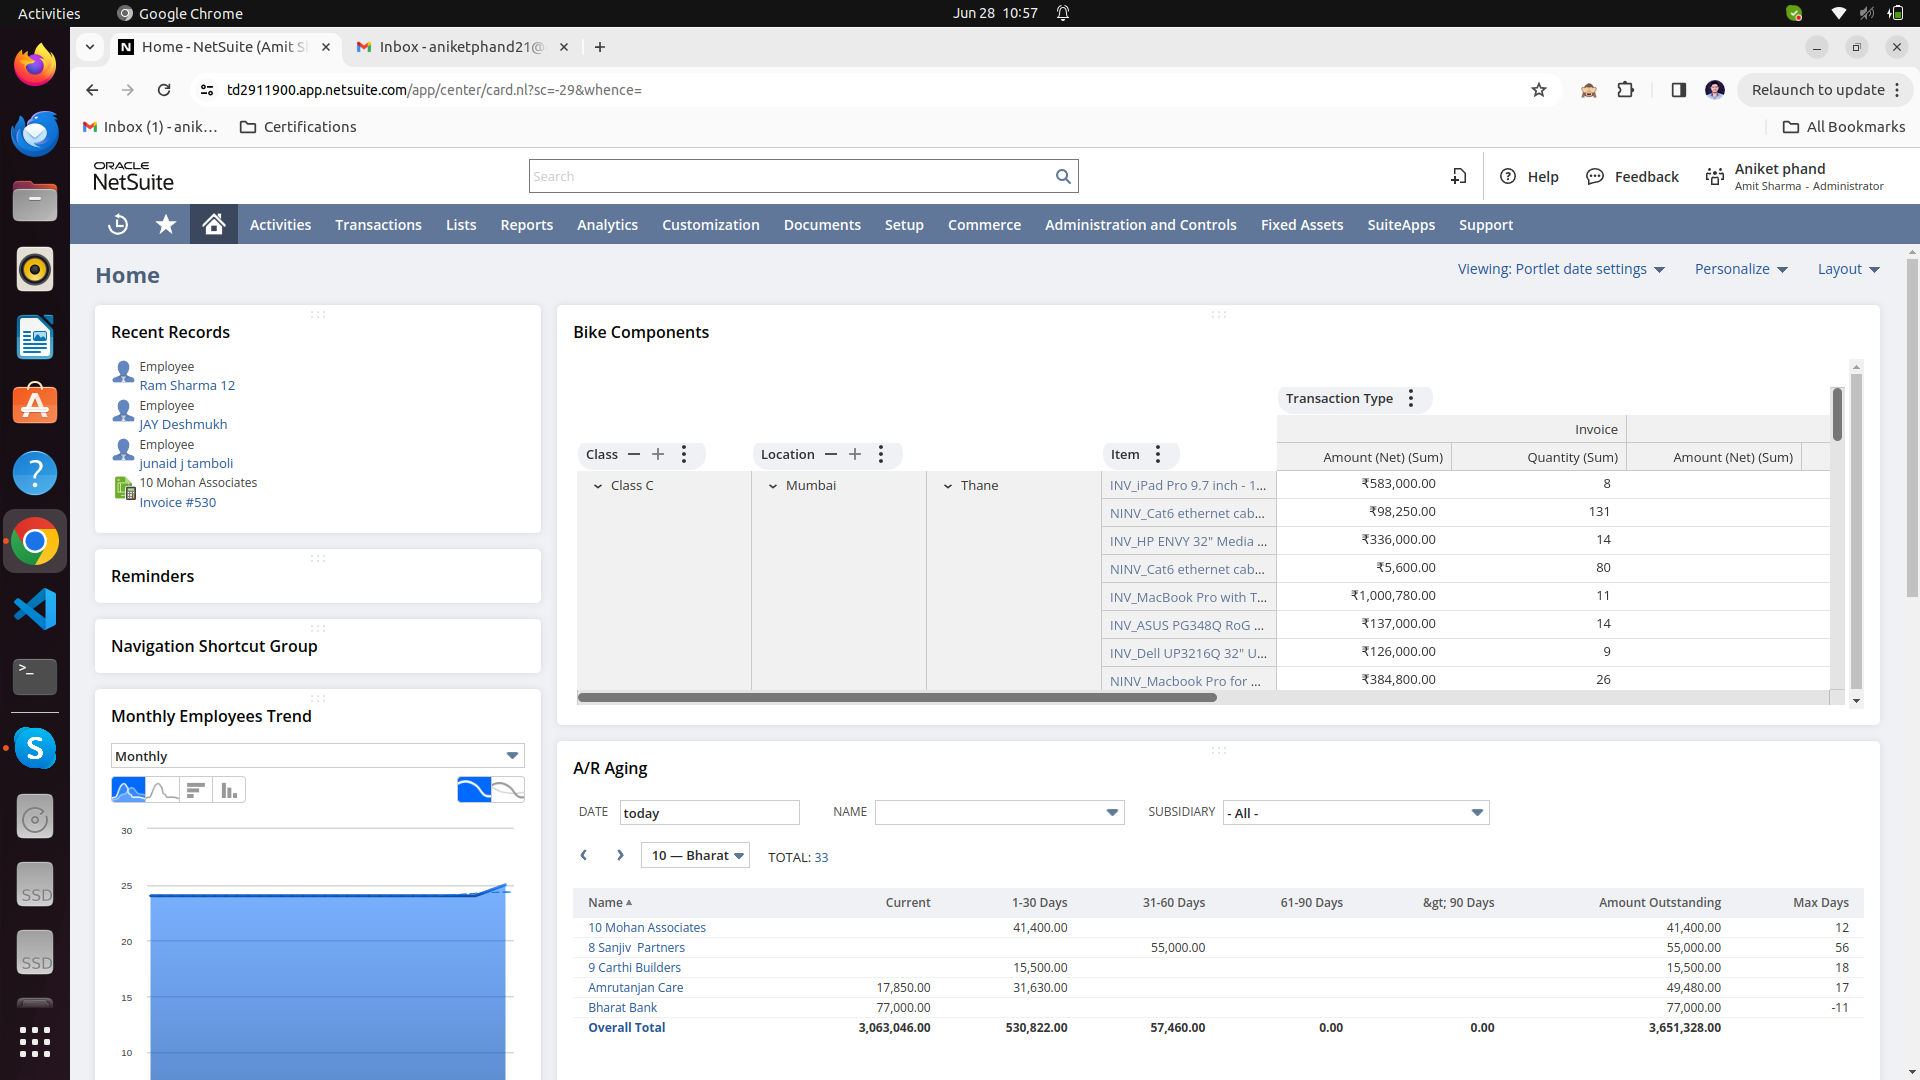 Activities
Google Chrome
Jun 28 10:57
Home - NetSuite (Amit S
Inbox - aniketphand21@
td2911900.app.netsuite.com/app/center/card.nl?sc=-29&whence=
Relaunch to update
Inbox (1) - anik...
Certifications
All Bookmarks
ORACLE
NetSuite
Search
Help
Feedback
Aniket phand
Amit Sharma - Administrator
Activities
Transactions
Lists
Reports
Analytics
Customization
Documents
Setup
Commerce
Administration and Controls
Fixed Assets
SuiteApps
Support
Home
Viewing: Portlet date settings
Personalize
Layout
Recent Records
Employee
Ram Sharma 12
Employee
JAY Deshmukh
Employee
junaid j tamboli
10 Mohan Associates
Invoice #530
Reminders
Navigation Shortcut Group
Monthly Employees Trend
Monthly
30
25
20
15
10
Bike Components
Transaction Type
Invoice
Class Location Item Amount (Net) (Sum) Quantity (Sum) Amount (Net) (Sum)
Class C Mumbai Thane INV_iPad Pro 9.7 inch - 1... ₹583,000.00 8
NINV_Cat6 ethernet cab... ₹98,250.00 131
INV_HP ENVY 32" Media ... ₹336,000.00 14
NINV_Cat6 ethernet cab... ₹5,600.00 80
INV_MacBook Pro with T... ₹1,000,780.00 11
INV_ASUS PG348Q RoG ... ₹137,000.00 14
INV_Dell UP3216Q 32" U... ₹126,000.00 9
NINV_Macbook Pro for ... ₹384,800.00 26
A/R Aging
DATE today NAME SUBSIDIARY - All -
10 — Bharat TOTAL: 33
Name Current 1-30 Days 31-60 Days 61-90 Days &gt; 90 Days Amount Outstanding Max Days
10 Mohan Associates 41,400.00 41,400.00 12
8 Sanjiv Partners 55,000.00 55,000.00 56
9 Carthi Builders 15,500.00 15,500.00 18
Amrutanjan Care 17,850.00 31,630.00 49,480.00 17
Bharat Bank 77,000.00 77,000.00 -11
Overall Total 3,063,046.00 530,822.00 57,460.00 0.00 0.00 3,651,328.00
SSD
SSD